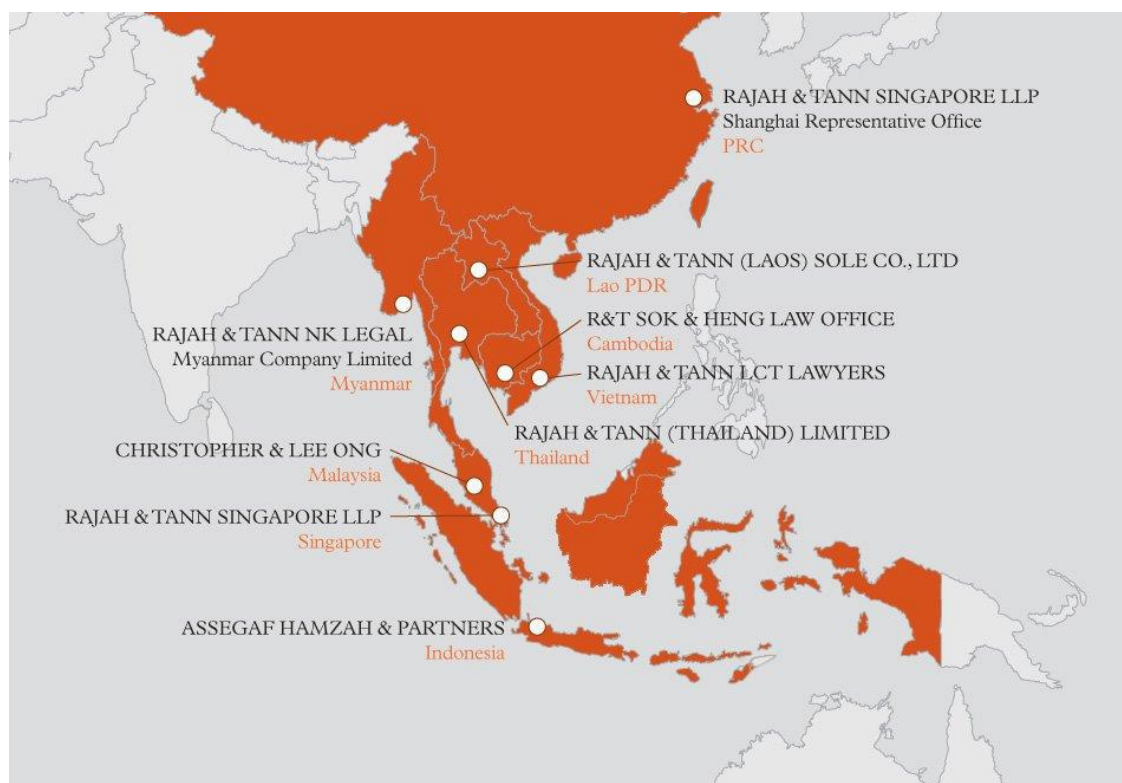 RAJAH & TANN SINGAPORE LLP
Shanghai Representative Office
PRC
RAJAH & TANN (LAOS) SOLE CO., LTD
Lao PDR
RAJAH & TANN NK LEGAL
Myanmar Company Limited
Myanmar
R&T SOK & HENG LAW OFFICE
Cambodia
RAJAH & TANN LCT LAWYERS
Vietnam
RAJAH & TANN (THAILAND) LIMITED
Thailand
CHRISTOPHER & LEE ONG
Malaysia
RAJAH & TANN SINGAPORE LLP
Singapore
ASSEGAF HAMZAH & PARTNERS
Indonesia